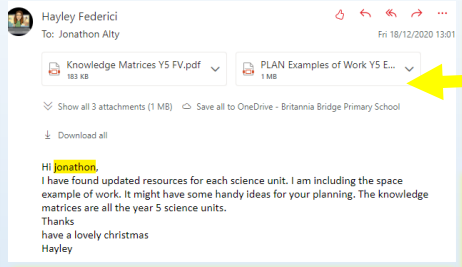 Hayley Federici
To: Jonathon Alty
Fri 18/12/2020 13:01
Knowledge Matrices Y5 FV.pdf
183 KB
PLAN Examples of Work Y5 E...
1 MB
Show all 3 attachments (1 MB) Save all to OneDrive - Britannia Bridge Primary School
Download all
Hi jonathon,
I have found updated resources for each science unit. I am including the space
example of work. It might have some handy ideas for your planning. The knowledge
matrices are all the year 5 science units.
Thanks
have a lovely christmas
Hayley